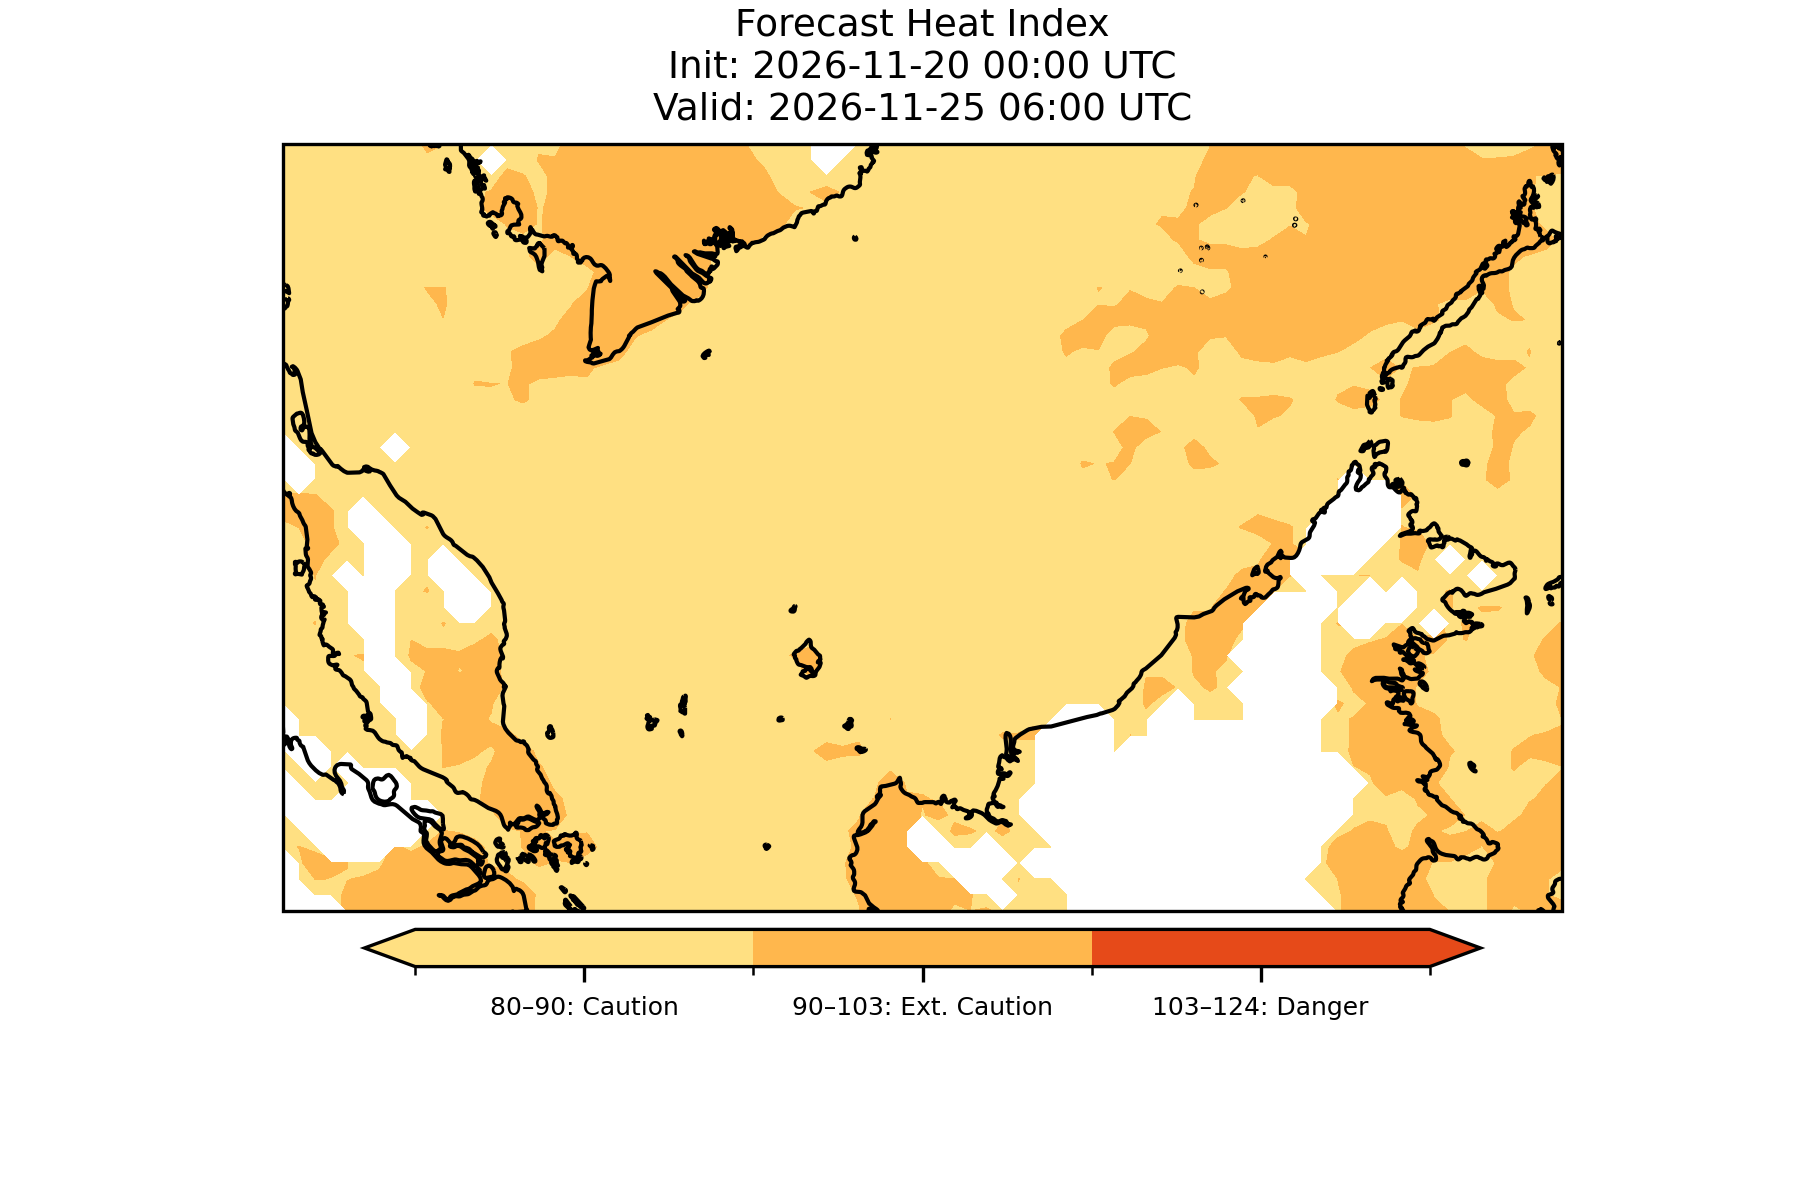 Forecast Heat Index
Init: 2026-11-20 00:00 UTC
Valid: 2026-11-25 06:00 UTC
80–90: Caution
90–103: Ext. Caution
103–124: Danger